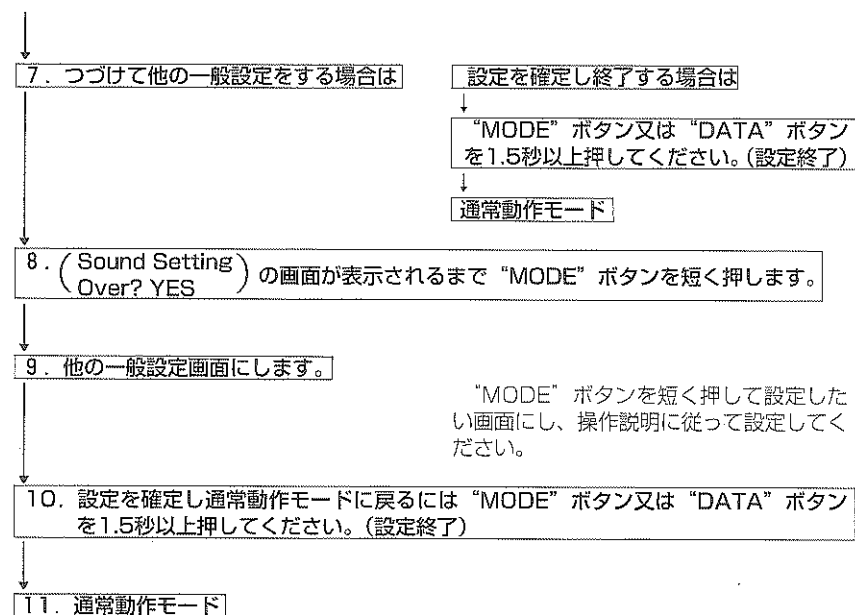 7．つづけて他の一般設定をする場合は
設定を確定し終了する場合は
“MODE”ボタン又は“DATA”ボタン
を1.5秒以上押してください。(設定終了)
通常動作モード
8．(Sound Setting
Over? YES)の画面が表示されるまで“MODE”ボタンを短く押します。
9．他の一般設定画面にします。
“MODE”ボタンを短く押して設定した
い画面にし、操作説明に従って設定してく
ださい。
10．設定を確定し通常動作モードに戻るには“MODE”ボタン又は“DATA”ボタン
を1.5秒以上押してください。(設定終了)
11．通常動作モード